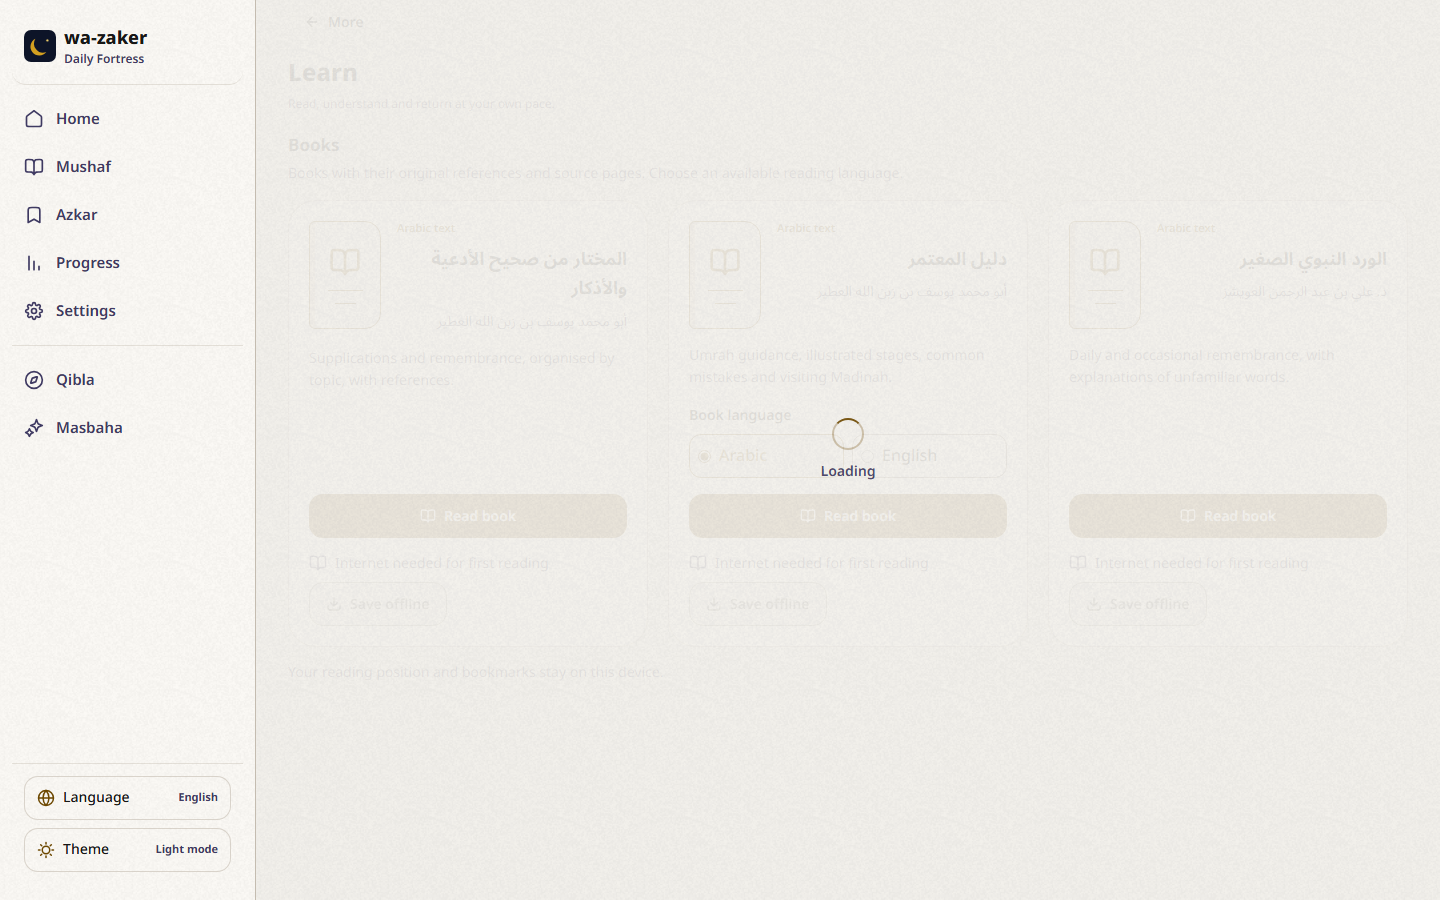 wa-zaker
Daily Fortress
Home
Mushaf
Azkar
Progress
Settings
Qibla
Masbaha
Language English
Theme Light mode
More
Learn
Read, understand and return at your own pace.
Books
Books with their original references and source pages. Choose an available reading language.
Arabic text
المختار من صحيح الأدعية
والأذكار
أبو محمد يوسف بن زبن الله العطير
Supplications and remembrance, organised by
topic with references.
Read book
Internet needed for first reading
Save offline
Arabic text
دليل المعتمر
أبو محمد يوسف بن زبن الله العطير
Umrah guidance, illustrated stages, common
mistakes and visiting Madinah.
Book language
Arabic English
Loading
Read book
Internet needed for first reading
Save offline
Arabic text
الورد النبوي الصغير
د. علي بن عبد الرحمن
Daily and occasional remembrance, with
explanations of unfamiliar words.
Read book
Internet needed for first reading
Save offline
Your reading position and bookmarks stay on this device.